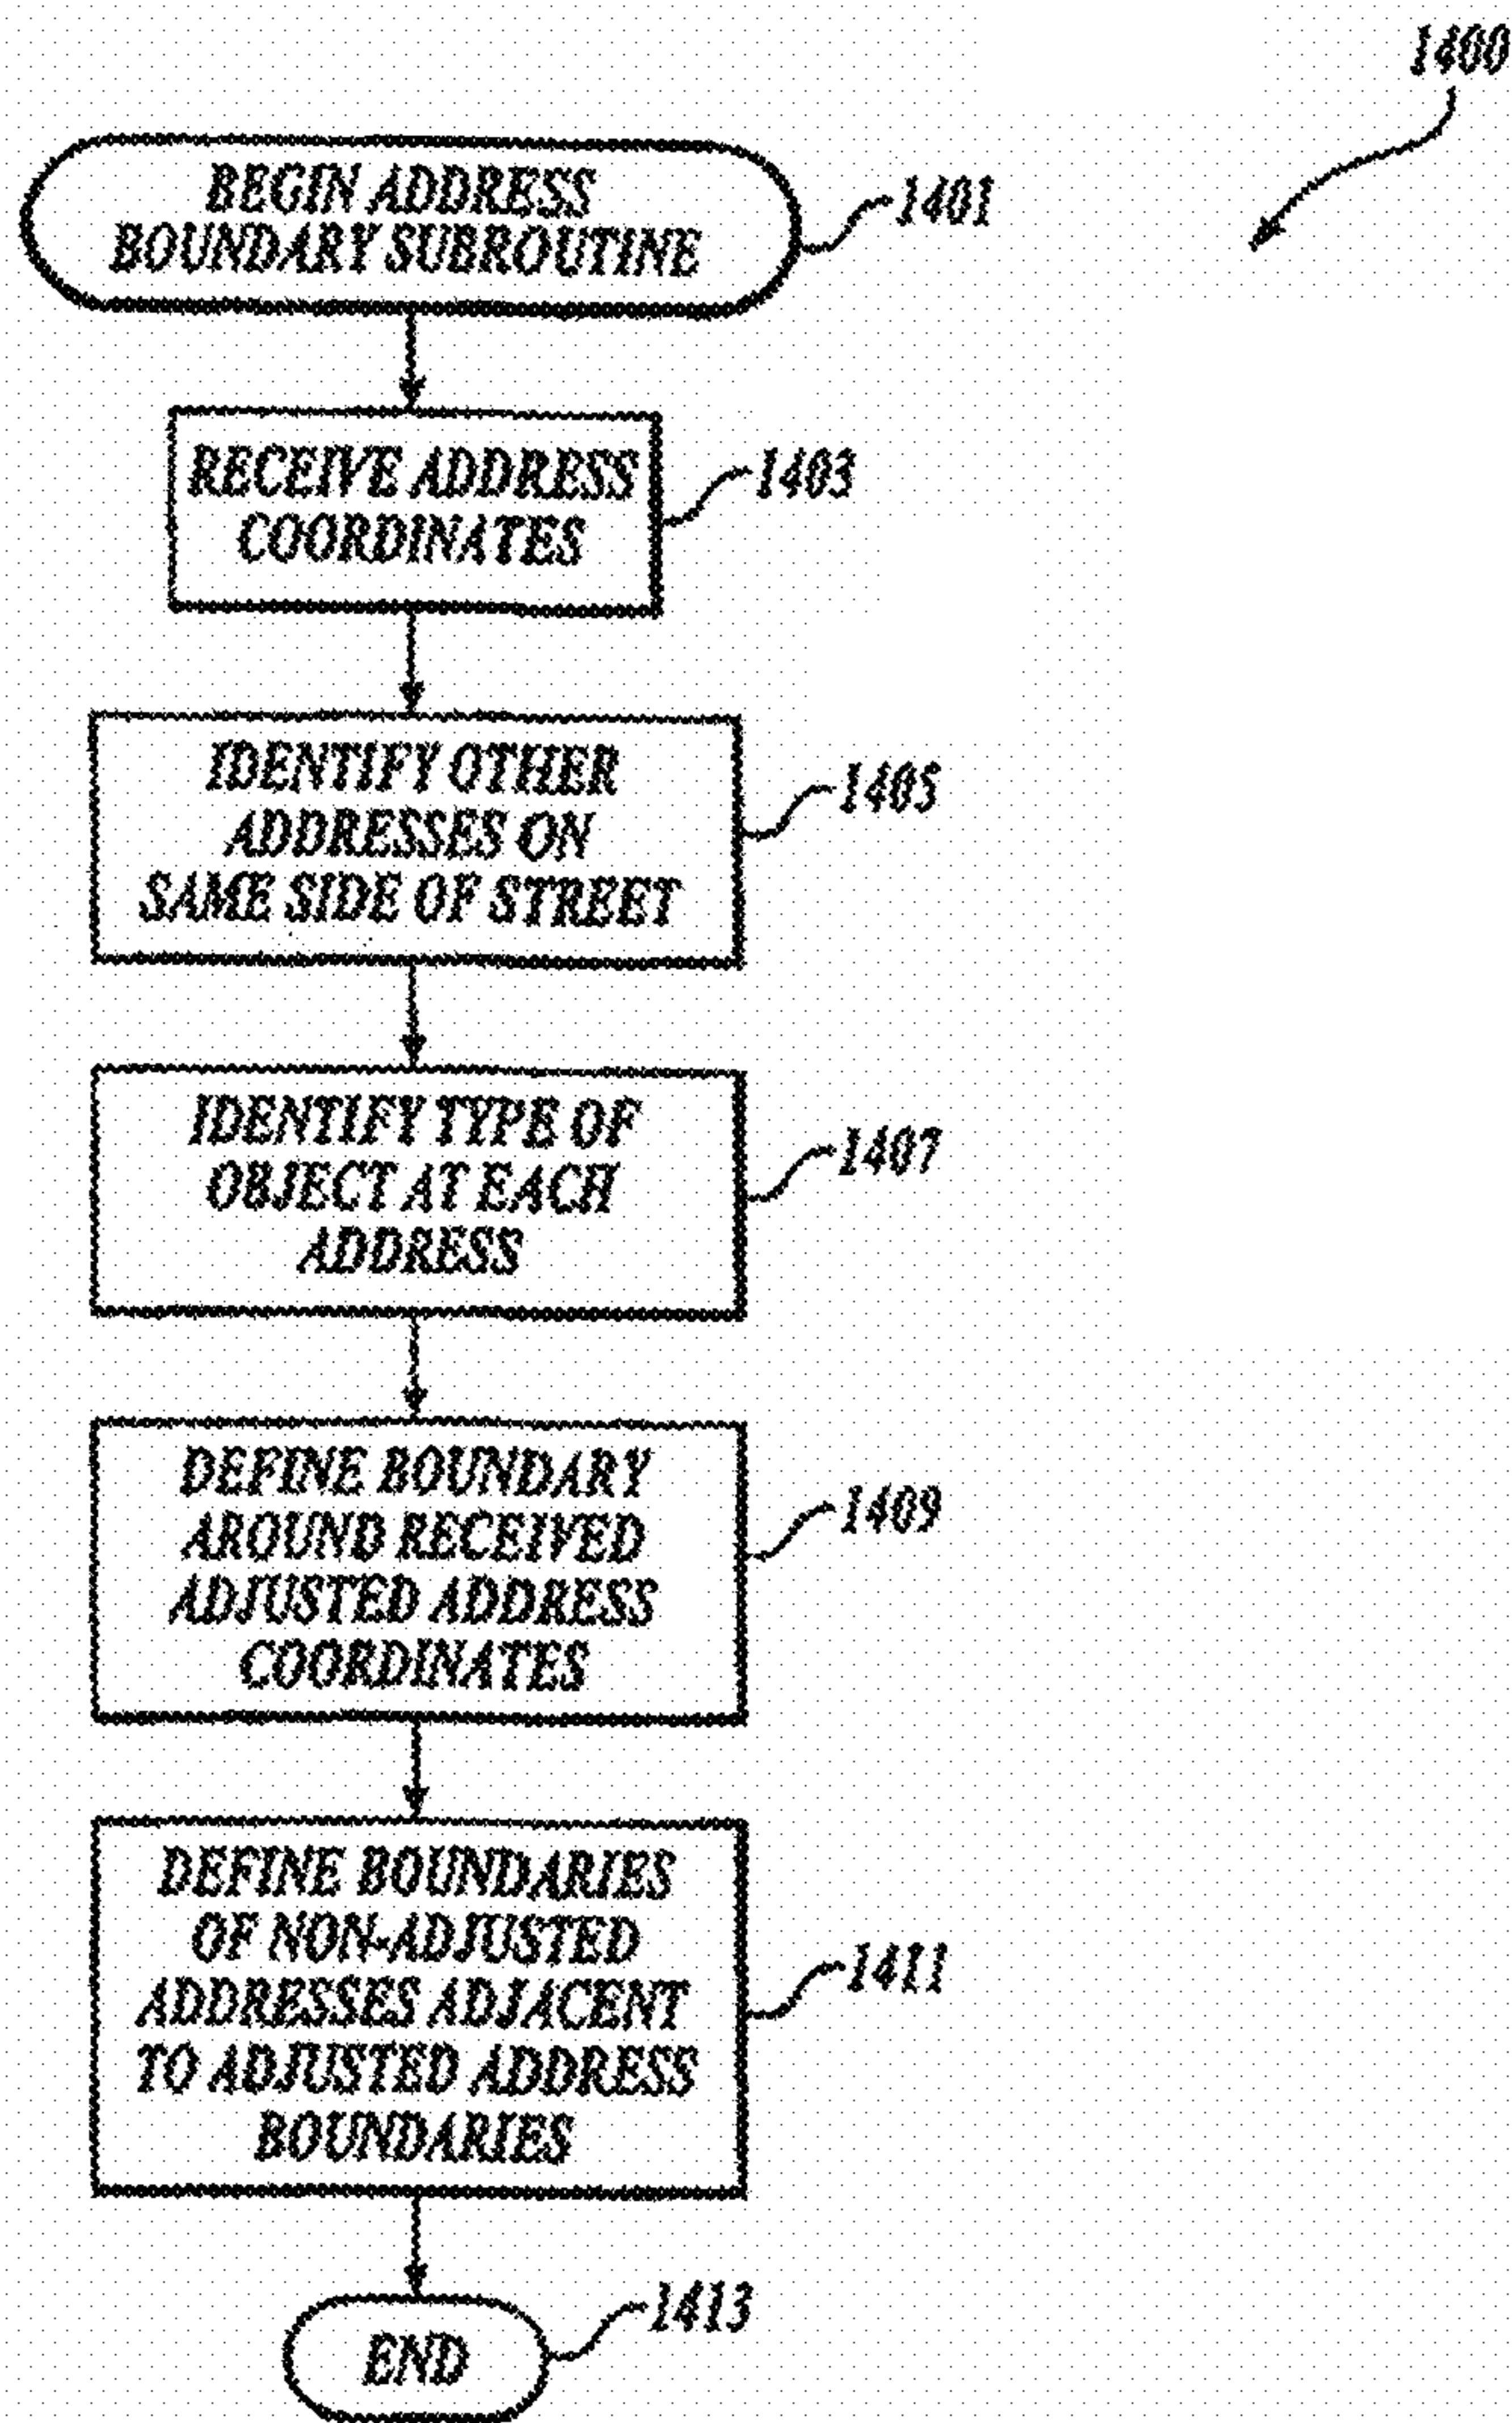 1400
BEGIN ADDRESS
BOUNDARY SUBROUTINE
1401
RECEIVE ADDRESS
COORDINATES
1403
IDENTIFY OTHER
ADDRESSES ON
SAME SIDE OF STREET
1405
IDENTIFY TYPE OF
OBJECT AT EACH
ADDRESS
1407
DEFINE BOUNDARY
AROUND RECEIVED
ADJUSTED ADDRESS
COORDINATES
1409
DEFINE BOUNDARIES
OF NON-ADJUSTED
ADDRESSES ADJACENT
TO ADJUSTED ADDRESS
BOUNDARIES
1411
END
1413